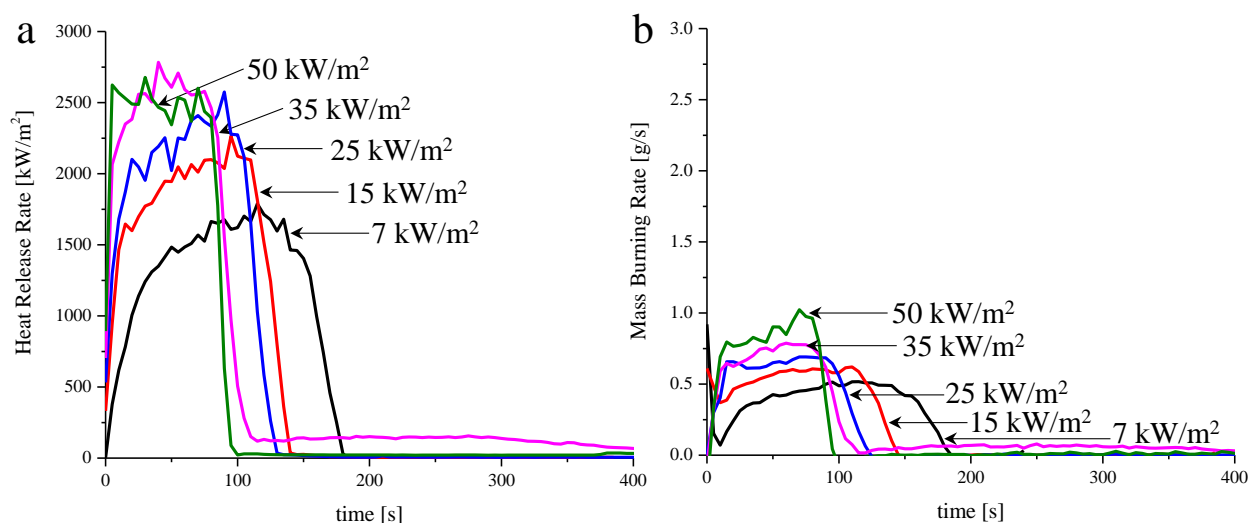 a
3000
2500
2000
1500
1000
500
0
Heat Release Rate [kW/m²]
50 kW/m²
35 kW/m²
25 kW/m²
15 kW/m²
7 kW/m²
0
100
200
300
400
time [s]
b
3.0
2.5
2.0
1.5
1.0
0.5
0.0
Mass Burning Rate [g/s]
50 kW/m²
35 kW/m²
25 kW/m²
15 kW/m²
7 kW/m²
0
100
200
300
400
time [s]